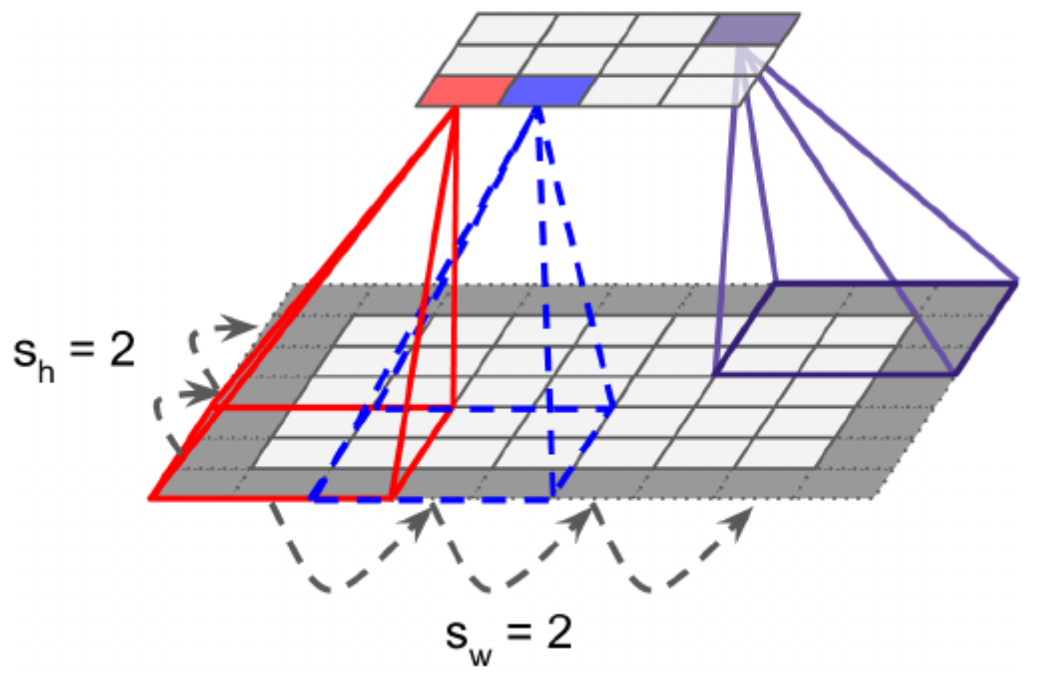 s_h = 2
s_w = 2